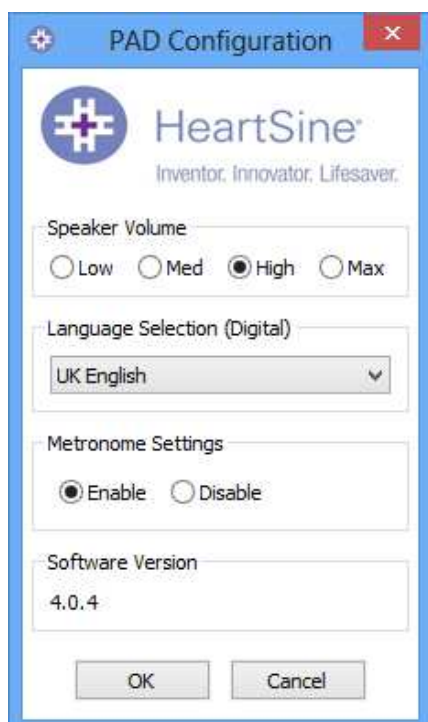 PAD Configuration
HeartSine®
Inventor. Innovator. Lifesaver.
Speaker Volume
Low Med High Max
Language Selection (Digital)
UK English
Metronome Settings
Enable Disable
Software Version
4.0.4
OK Cancel